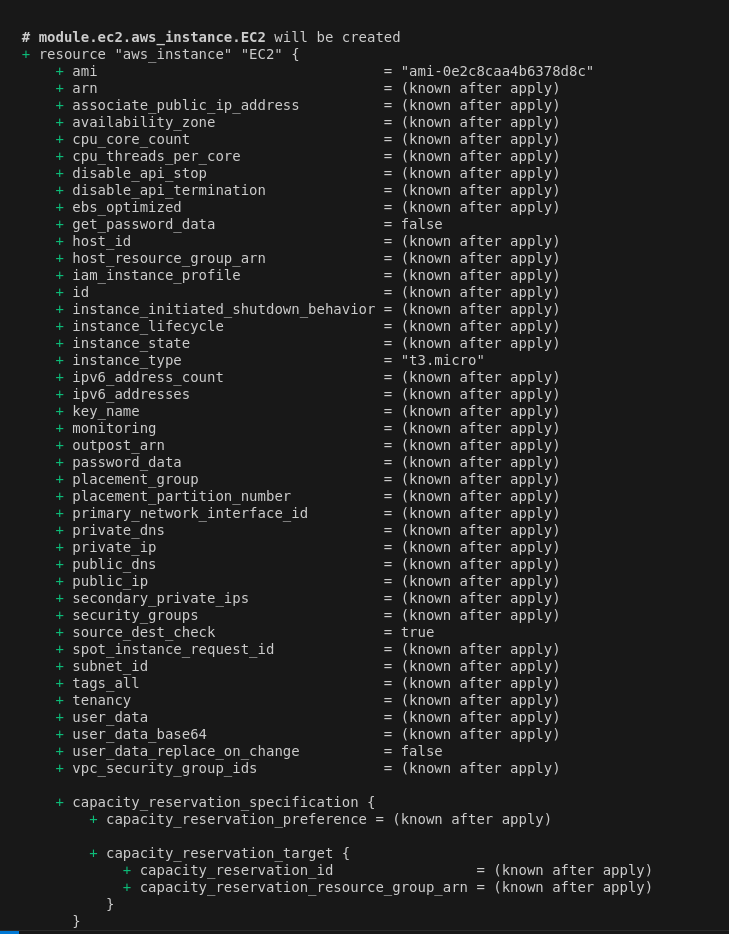 # module.ec2.aws_instance.EC2 will be created
+ resource "aws_instance" "EC2" {
+ ami = "ami-0e2c8caa4b6378d8c"
+ arn = (known after apply)
+ associate_public_ip_address = (known after apply)
+ availability_zone = (known after apply)
+ cpu_core_count = (known after apply)
+ cpu_threads_per_core = (known after apply)
+ disable_api_stop = (known after apply)
+ disable_api_termination = (known after apply)
+ ebs_optimized = (known after apply)
+ get_password_data = false
+ host_id = (known after apply)
+ host_resource_group_arn = (known after apply)
+ iam_instance_profile = (known after apply)
+ id = (known after apply)
+ instance_initiated_shutdown_behavior = (known after apply)
+ instance_lifecycle = (known after apply)
+ instance_state = (known after apply)
+ instance_type = "t3.micro"
+ ipv6_address_count = (known after apply)
+ ipv6_addresses = (known after apply)
+ key_name = (known after apply)
+ monitoring = (known after apply)
+ outpost_arn = (known after apply)
+ password_data = (known after apply)
+ placement_group = (known after apply)
+ placement_partition_number = (known after apply)
+ primary_network_interface_id = (known after apply)
+ private_dns = (known after apply)
+ private_ip = (known after apply)
+ public_dns = (known after apply)
+ public_ip = (known after apply)
+ secondary_private_ips = (known after apply)
+ security_groups = (known after apply)
+ source_dest_check = true
+ spot_instance_request_id = (known after apply)
+ subnet_id = (known after apply)
+ tags_all = (known after apply)
+ tenancy = (known after apply)
+ user_data = (known after apply)
+ user_data_base64 = (known after apply)
+ user_data_replace_on_change = false
+ vpc_security_group_ids = (known after apply)
+ capacity_reservation_specification {
+ capacity_reservation_preference = (known after apply)
+ capacity_reservation_target {
+ capacity_reservation_id = (known after apply)
+ capacity_reservation_resource_group_arn = (known after apply)
}
}